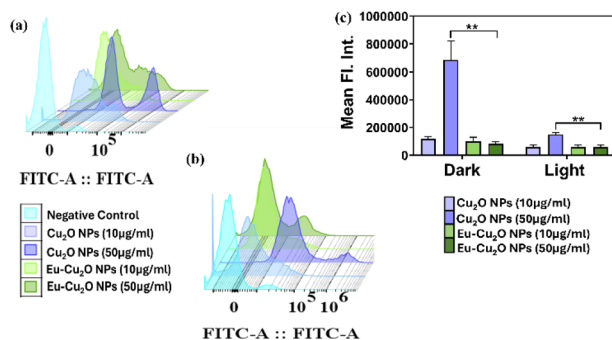 (a)
0 10⁵
FITC-A :: FITC-A
Negative Control
Cu₂O NPs (10µg/ml)
Cu₂O NPs (50µg/ml)
Eu-Cu₂O NPs (10µg/ml)
Eu-Cu₂O NPs (50µg/ml)
(b)
0 10⁵ 10⁶
FITC-A :: FITC-A
(c)
Mean Fl. Int.
1000000
800000
600000
400000
200000
0
**
**
Dark Light
Cu₂O NPs (10µg/ml)
Cu₂O NPs (50µg/ml)
Eu-Cu₂O NPs (10µg/ml)
Eu-Cu₂O NPs (50µg/ml)